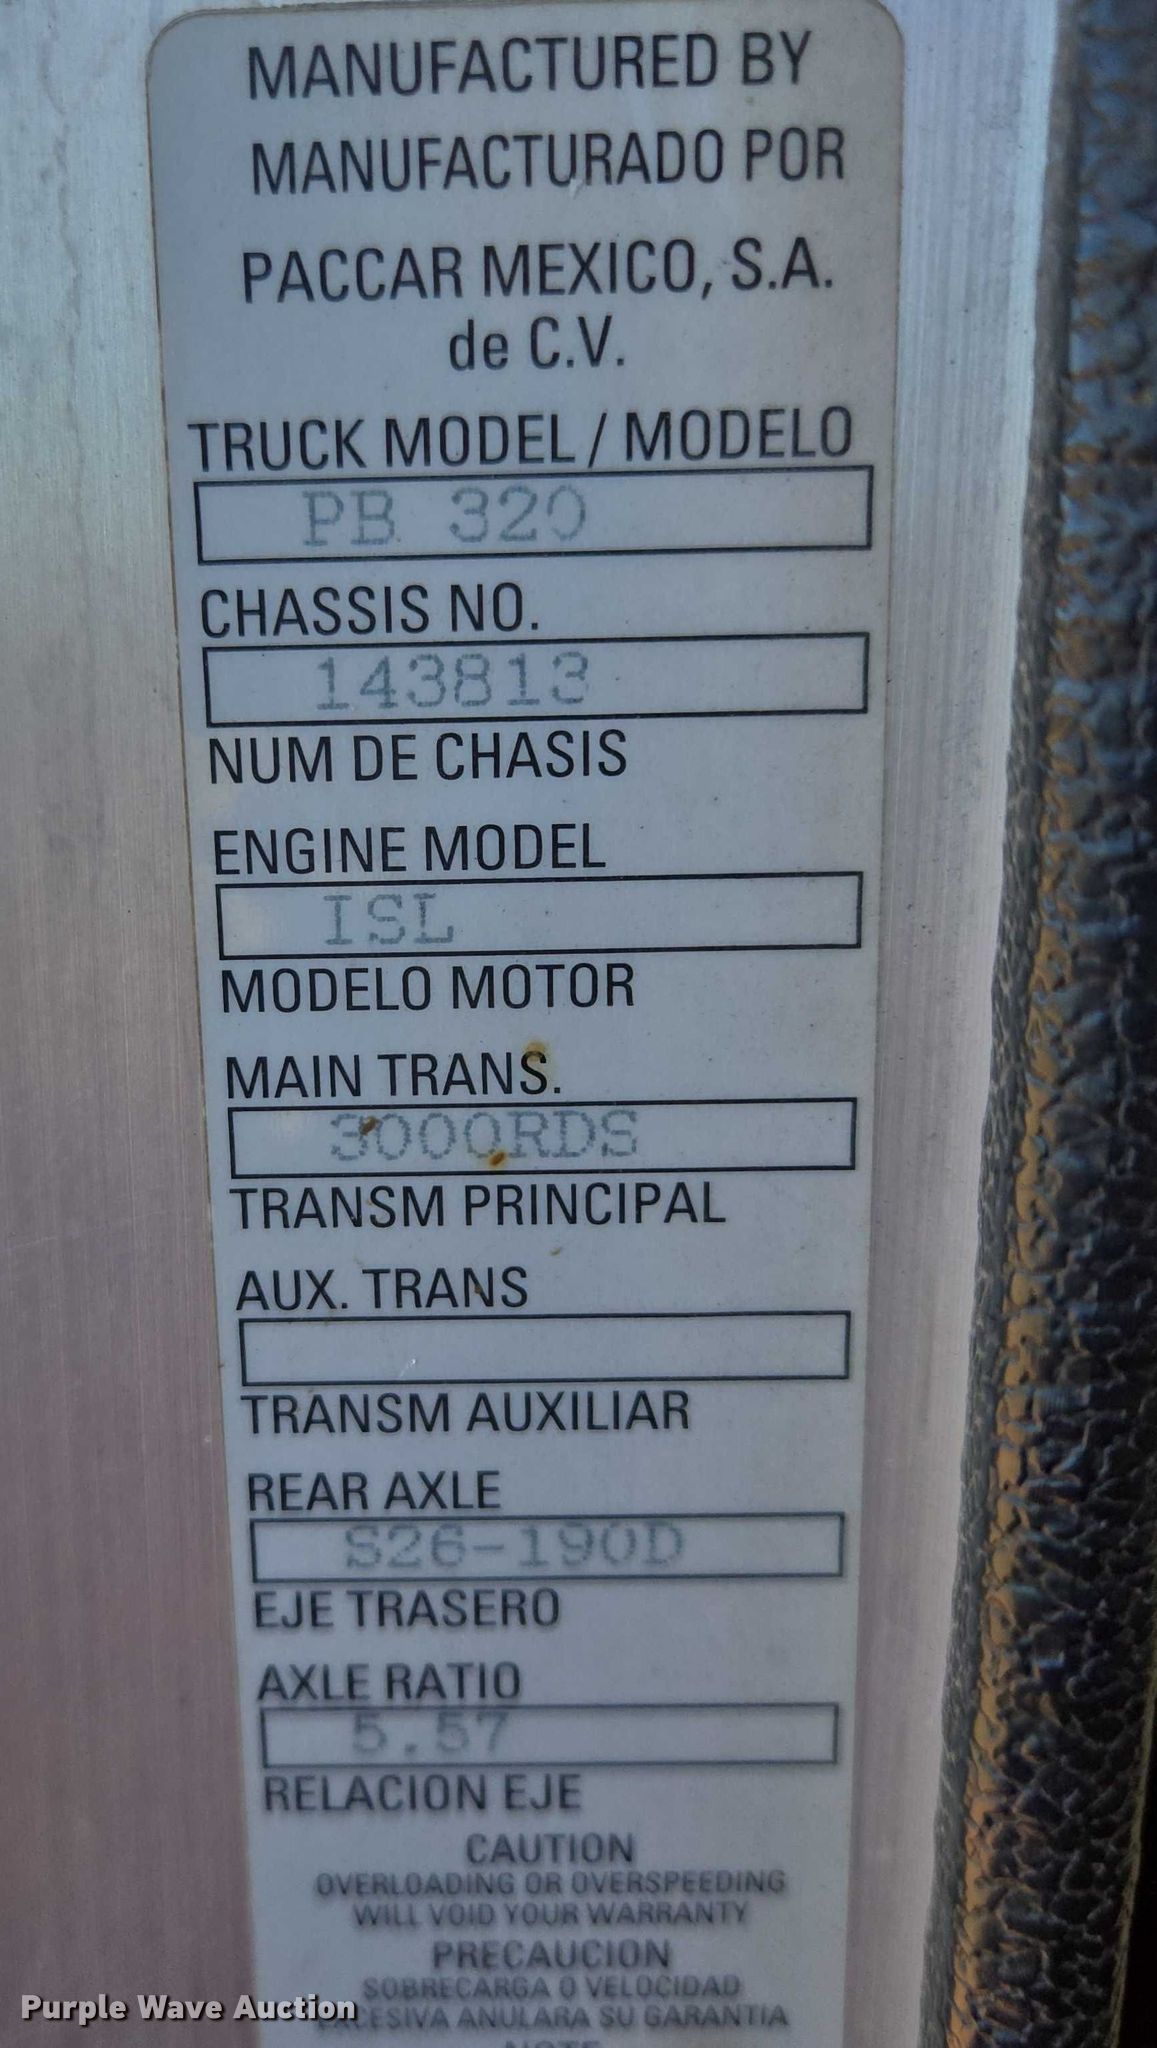 MANUFACTURED BY
MANUFACTURADO POR
PACCAR MEXICO, S.A.
de C.V.
TRUCK MODEL / MODELO
PB 320
CHASSIS NO.
143813
NUM DE CHASIS
ENGINE MODEL
ISL
MODELO MOTOR
MAIN TRANS.
3000RDS
TRANSM PRINCIPAL
AUX. TRANS
TRANSM AUXILIAR
REAR AXLE
S26-190D
EJE TRASERO
AXLE RATIO
5.57
RELACION EJE
CAUTION
OVERLOADING OR OVERSPEEDING
WILL VOID YOUR WARRANTY
PRECAUCION
SOBRECARGA O VELOCIDAD
EXCESIVA ANULARA SU GARANTIA
Purple Wave Auction